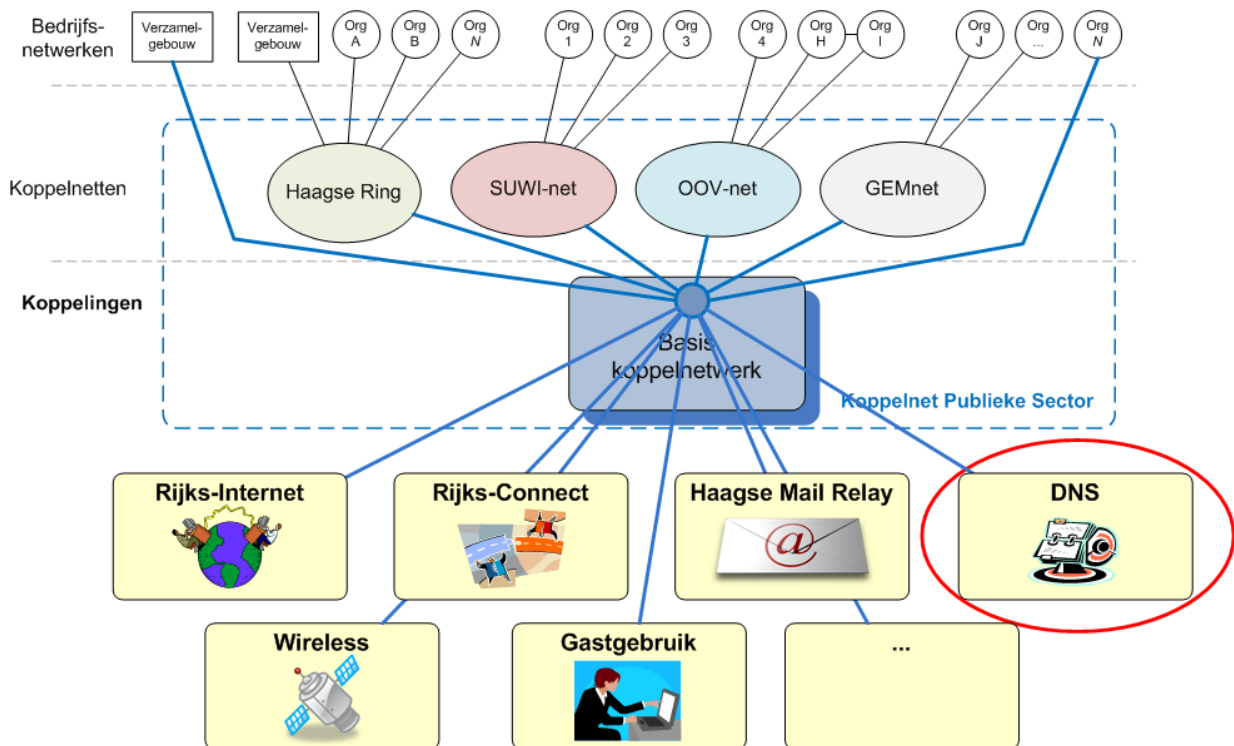 Bedrijfs-
netwerken
Verzamel-
gebouw
Verzamel-
gebouw
Org
A
Org
B
Org
N
Org
1
Org
2
Org
3
Org
4
Org
H
Org
I
Org
J
Org
...
Org
N
Koppelnetten
Haagse Ring
SUWI-net
OOV-net
GEMnet
Koppelingen
Basis
koppelnetwerk
Koppelnet Publieke Sector
Rijks-Internet
Rijks-Connect
Haagse Mail Relay
@
DNS
Wireless
Gastgebruik
...